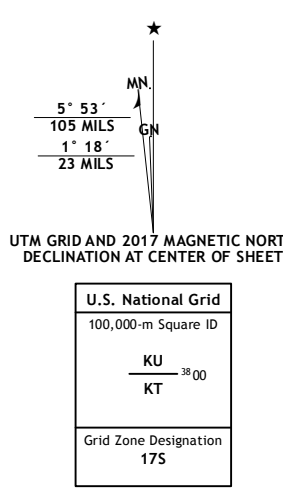 ★
MN.
5° 53´
105 MILS
GN
1° 18´
23 MILS
UTM GRID AND 2017 MAGNETIC NORT
DECLINATION AT CENTER OF SHEET
U.S. National Grid
100,000-m Square ID
KU
3800
KT
Grid Zone Designation
17S